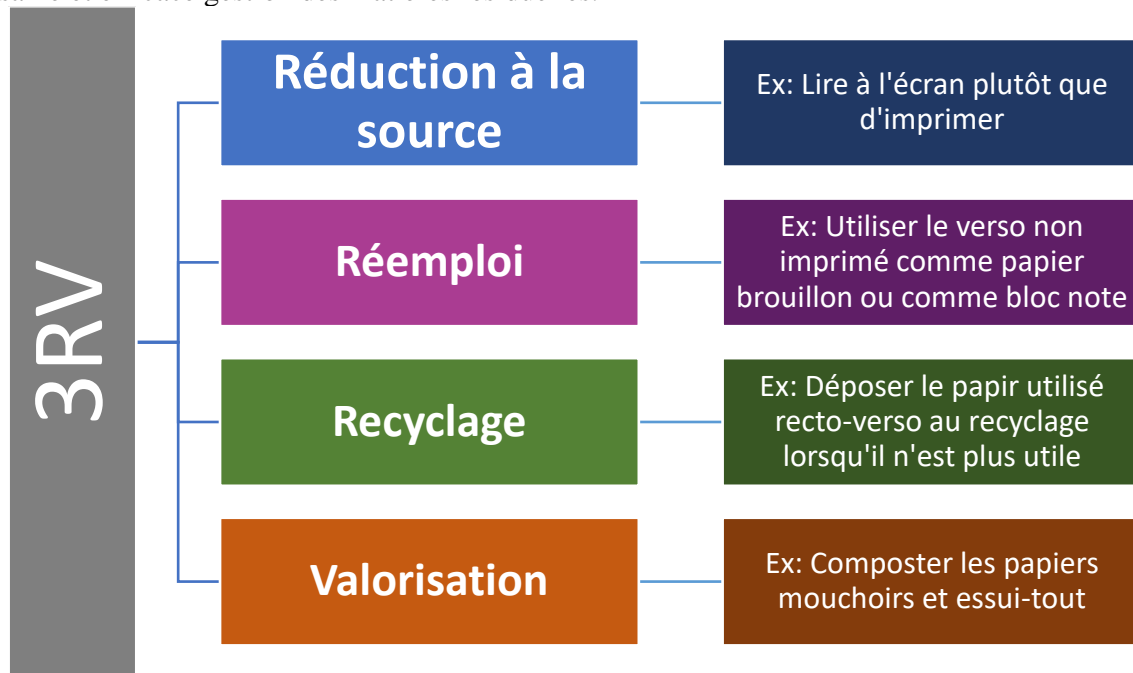 3RV
Réduction à la
source
Ex: Lire à l'écran plutôt que
d'imprimer
Réemploi
Ex: Utiliser le verso non
imprimé comme papier
brouillon ou comme bloc note
Recyclage
Ex: Déposer le papir utilisé
recto-verso au recyclage
lorsqu'il n'est plus utile
Valorisation
Ex: Composter les papiers
mouchoirs et essui-tout